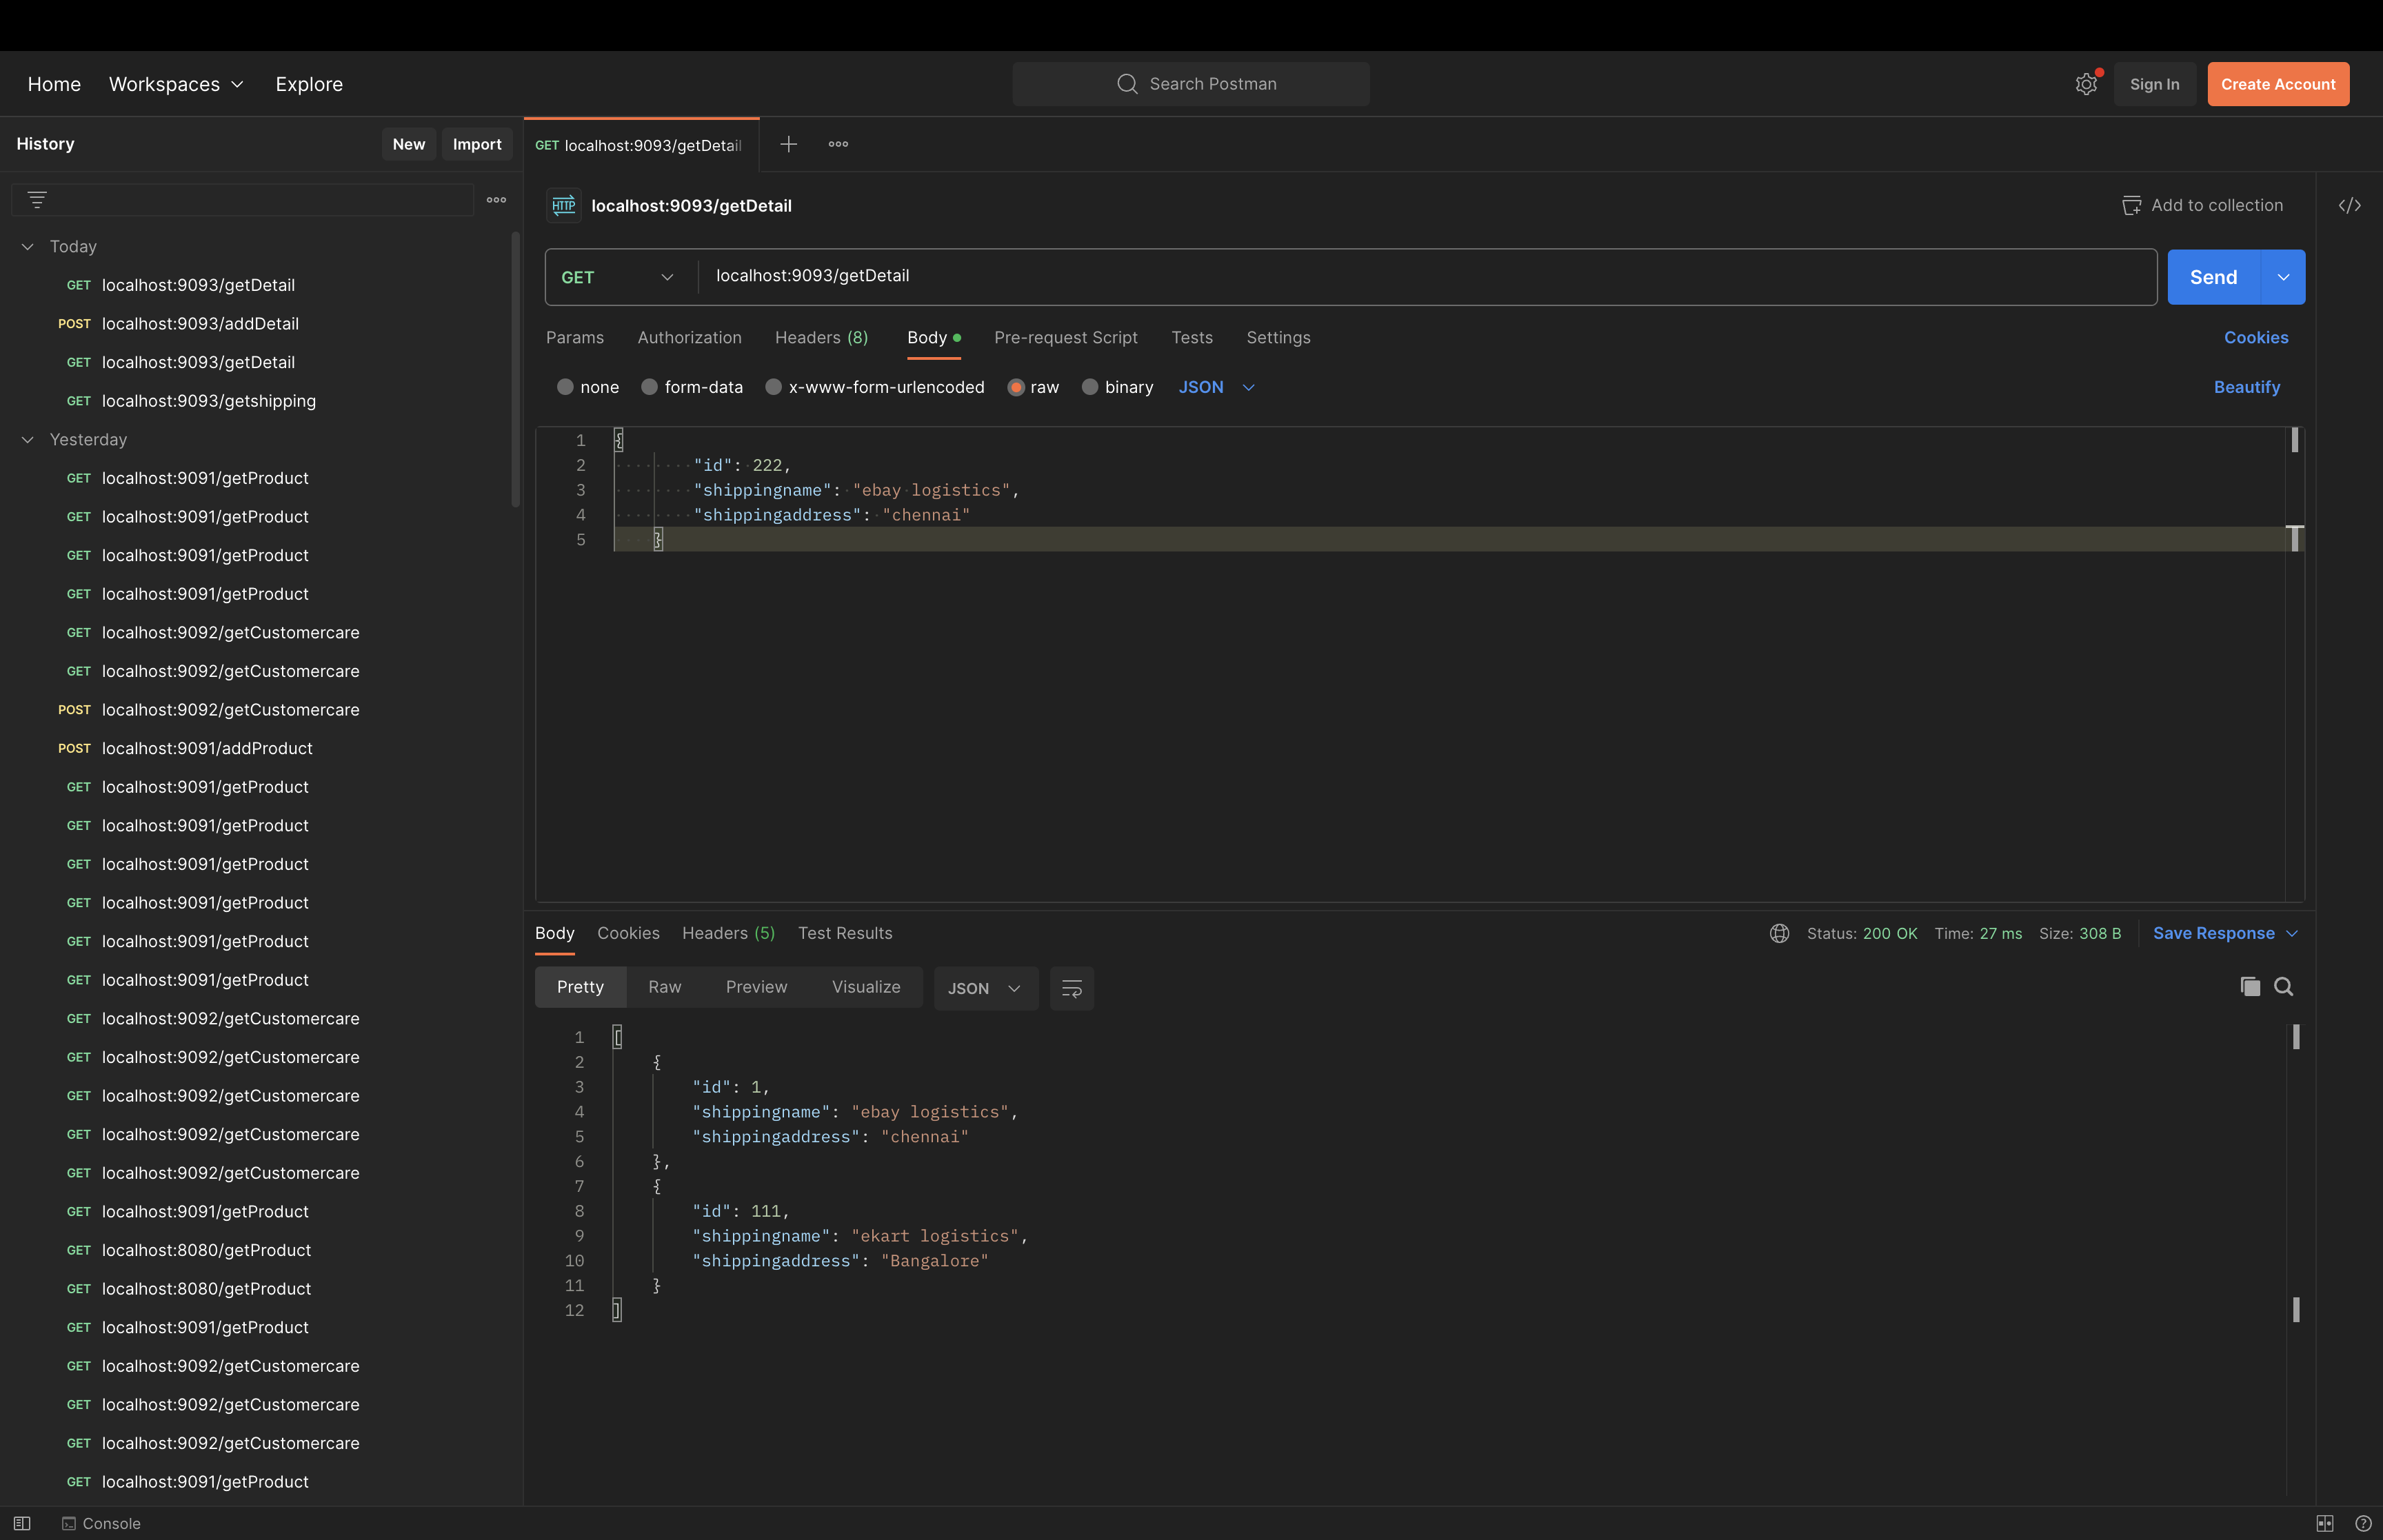 Home Workspaces Explore Search Postman Sign In Create Account
History New Import GET localhost:9093/getDetail
HTTP localhost:9093/getDetail Add to collection
Today
GET localhost:9093/getDetail
POST localhost:9093/addDetail
GET localhost:9093/getDetail
GET localhost:9093/getshipping
Yesterday
GET localhost:9091/getProduct
GET localhost:9091/getProduct
GET localhost:9091/getProduct
GET localhost:9091/getProduct
GET localhost:9092/getCustomercare
GET localhost:9092/getCustomercare
POST localhost:9092/getCustomercare
POST localhost:9091/addProduct
GET localhost:9091/getProduct
GET localhost:9091/getProduct
GET localhost:9091/getProduct
GET localhost:9091/getProduct
GET localhost:9091/getProduct
GET localhost:9091/getProduct
GET localhost:9092/getCustomercare
GET localhost:9092/getCustomercare
GET localhost:9092/getCustomercare
GET localhost:9092/getCustomercare
GET localhost:9092/getCustomercare
GET localhost:9091/getProduct
GET localhost:8080/getProduct
GET localhost:8080/getProduct
GET localhost:9091/getProduct
GET localhost:9092/getCustomercare
GET localhost:9092/getCustomercare
GET localhost:9092/getCustomercare
GET localhost:9091/getProduct
GET localhost:9093/getDetail Send
Params Authorization Headers (8) Body Pre-request Script Tests Settings Cookies
none form-data x-www-form-urlencoded raw binary JSON Beautify
1 {
2 "id": 222,
3 "shippingname": "ebay logistics",
4 "shippingaddress": "chennai"
5 }
Body Cookies Headers (5) Test Results Status: 200 OK Time: 27 ms Size: 308 B Save Response
Pretty Raw Preview Visualize JSON
1 [
2 {
3 "id": 1,
4 "shippingname": "ebay logistics",
5 "shippingaddress": "chennai"
6 },
7 {
8 "id": 111,
9 "shippingname": "ekart logistics",
10 "shippingaddress": "Bangalore"
11 }
12 ]
Console